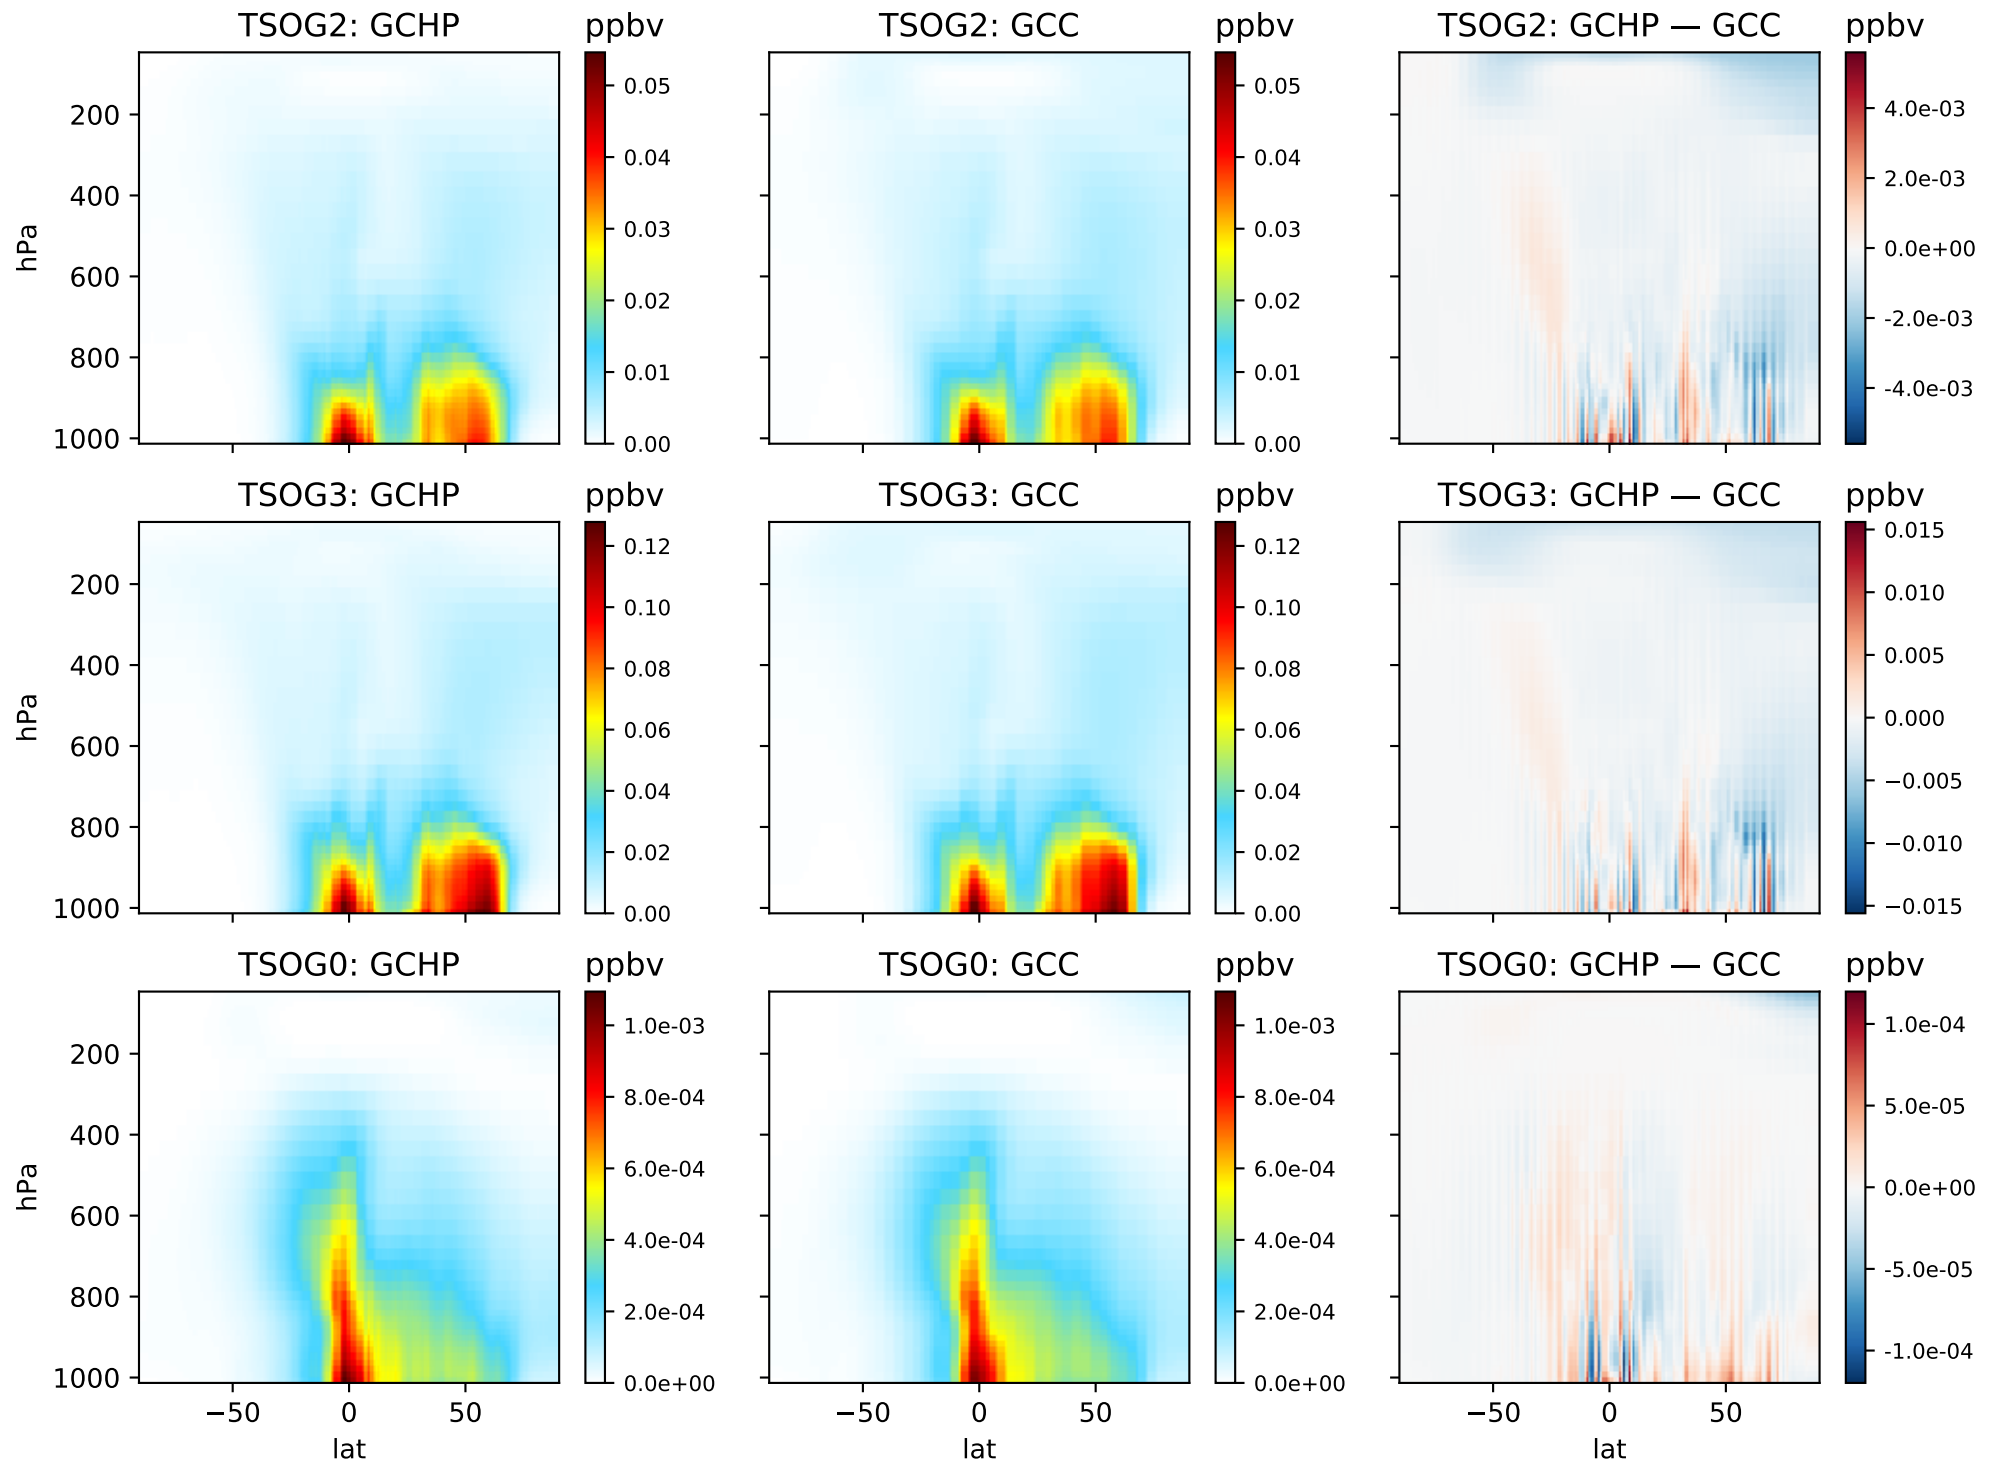 TSOG2: GCHP ppbv TSOG2: GCC ppbv TSOG2: GCHP — GCC ppbv
hPa
200
400
600
800
1000
0.05
0.04
0.03
0.02
0.01
0.00
0.05
0.04
0.03
0.02
0.01
0.00
4.0e-03
2.0e-03
0.0e+00
-2.0e-03
-4.0e-03
TSOG3: GCHP ppbv TSOG3: GCC ppbv TSOG3: GCHP — GCC ppbv
hPa
200
400
600
800
1000
0.12
0.10
0.08
0.06
0.04
0.02
0.00
0.12
0.10
0.08
0.06
0.04
0.02
0.00
0.015
0.010
0.005
0.000
−0.005
−0.010
−0.015
TSOG0: GCHP ppbv TSOG0: GCC ppbv TSOG0: GCHP — GCC ppbv
hPa
200
400
600
800
1000
1.0e-03
8.0e-04
6.0e-04
4.0e-04
2.0e-04
0.0e+00
1.0e-03
8.0e-04
6.0e-04
4.0e-04
2.0e-04
0.0e+00
1.0e-04
5.0e-05
0.0e+00
-5.0e-05
-1.0e-04
−50 0 50 −50 0 50 −50 0 50
lat lat lat